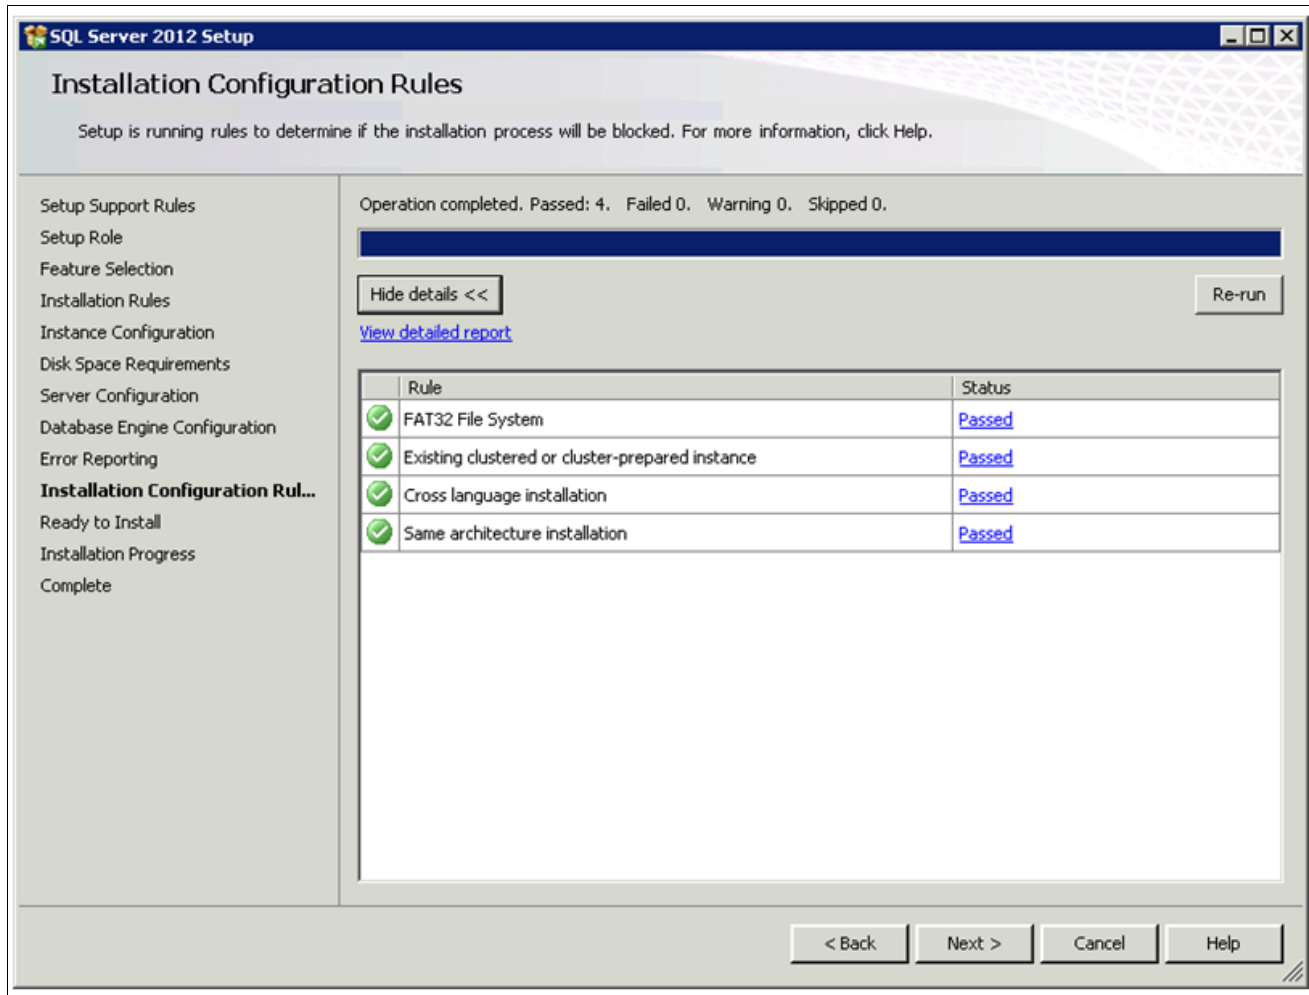 SQL Server 2012 Setup
Installation Configuration Rules
Setup is running rules to determine if the installation process will be blocked. For more information, click Help.
Setup Support Rules
Setup Role
Feature Selection
Installation Rules
Instance Configuration
Disk Space Requirements
Server Configuration
Database Engine Configuration
Error Reporting
Installation Configuration Rul...
Ready to Install
Installation Progress
Complete
Operation completed. Passed: 4. Failed 0. Warning 0. Skipped 0.
Hide details <<
Re-run
View detailed report
Rule Status
FAT32 File System Passed
Existing clustered or cluster-prepared instance Passed
Cross language installation Passed
Same architecture installation Passed
< Back Next > Cancel Help